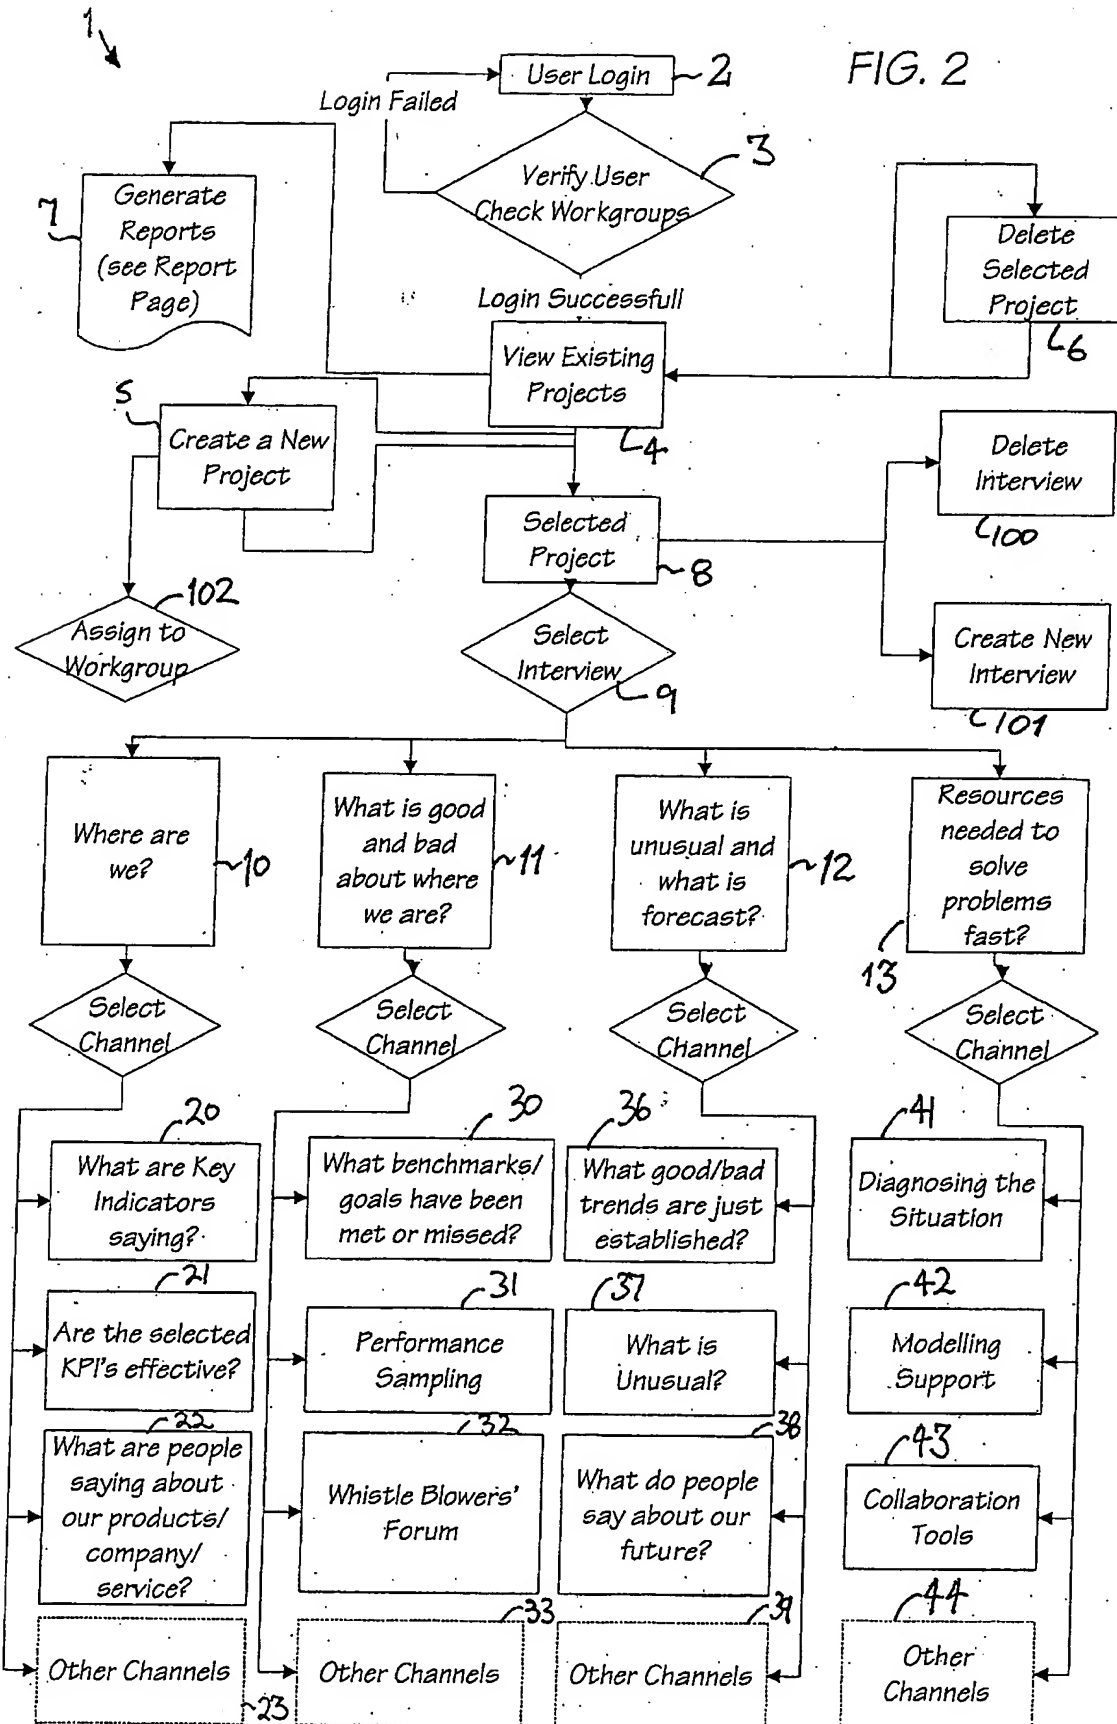 1
FIG. 2
User Login
2
Login Failed
3
Verify User
Check Workgroups
7
Generate
Reports
(see Report
Page)
Delete
Selected
Project
6
Login Successfull
View Existing
Projects
4
5
Create a New
Project
Delete
Interview
100
Selected
Project
8
102
Assign to
Workgroup
Select
Interview
9
Create New
Interview
101
Where are
we?
10
What is good
and bad
about where
we are?
11
What is
unusual and
what is
forecast?
12
Resources
needed to
solve
problems
fast?
13
Select
Channel
Select
Channel
Select
Channel
Select
Channel
20
What are Key
Indicators
saying?
30
What benchmarks/
goals have been
met or missed?
36
What good/bad
trends are just
established?
41
Diagnosing the
Situation
21
Are the selected
KPI's effective?
31
Performance
Sampling
37
What is
Unusual?
42
Modelling
Support
22
What are people
saying about
our products/
company/
service?
32
Whistle Blowers'
Forum
38
What do people
say about our
future?
43
Collaboration
Tools
Other Channels
23
33
Other Channels
39
Other Channels
44
Other
Channels